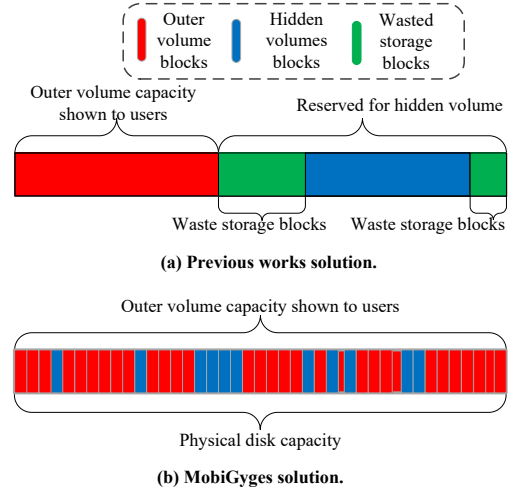 Outer volume blocks
Hidden volumes blocks
Wasted storage blocks
Outer volume capacity shown to users
Reserved for hidden volume
Waste storage blocks
Waste storage blocks
(a) Previous works solution.
Outer volume capacity shown to users
Physical disk capacity
(b) MobiGyges solution.